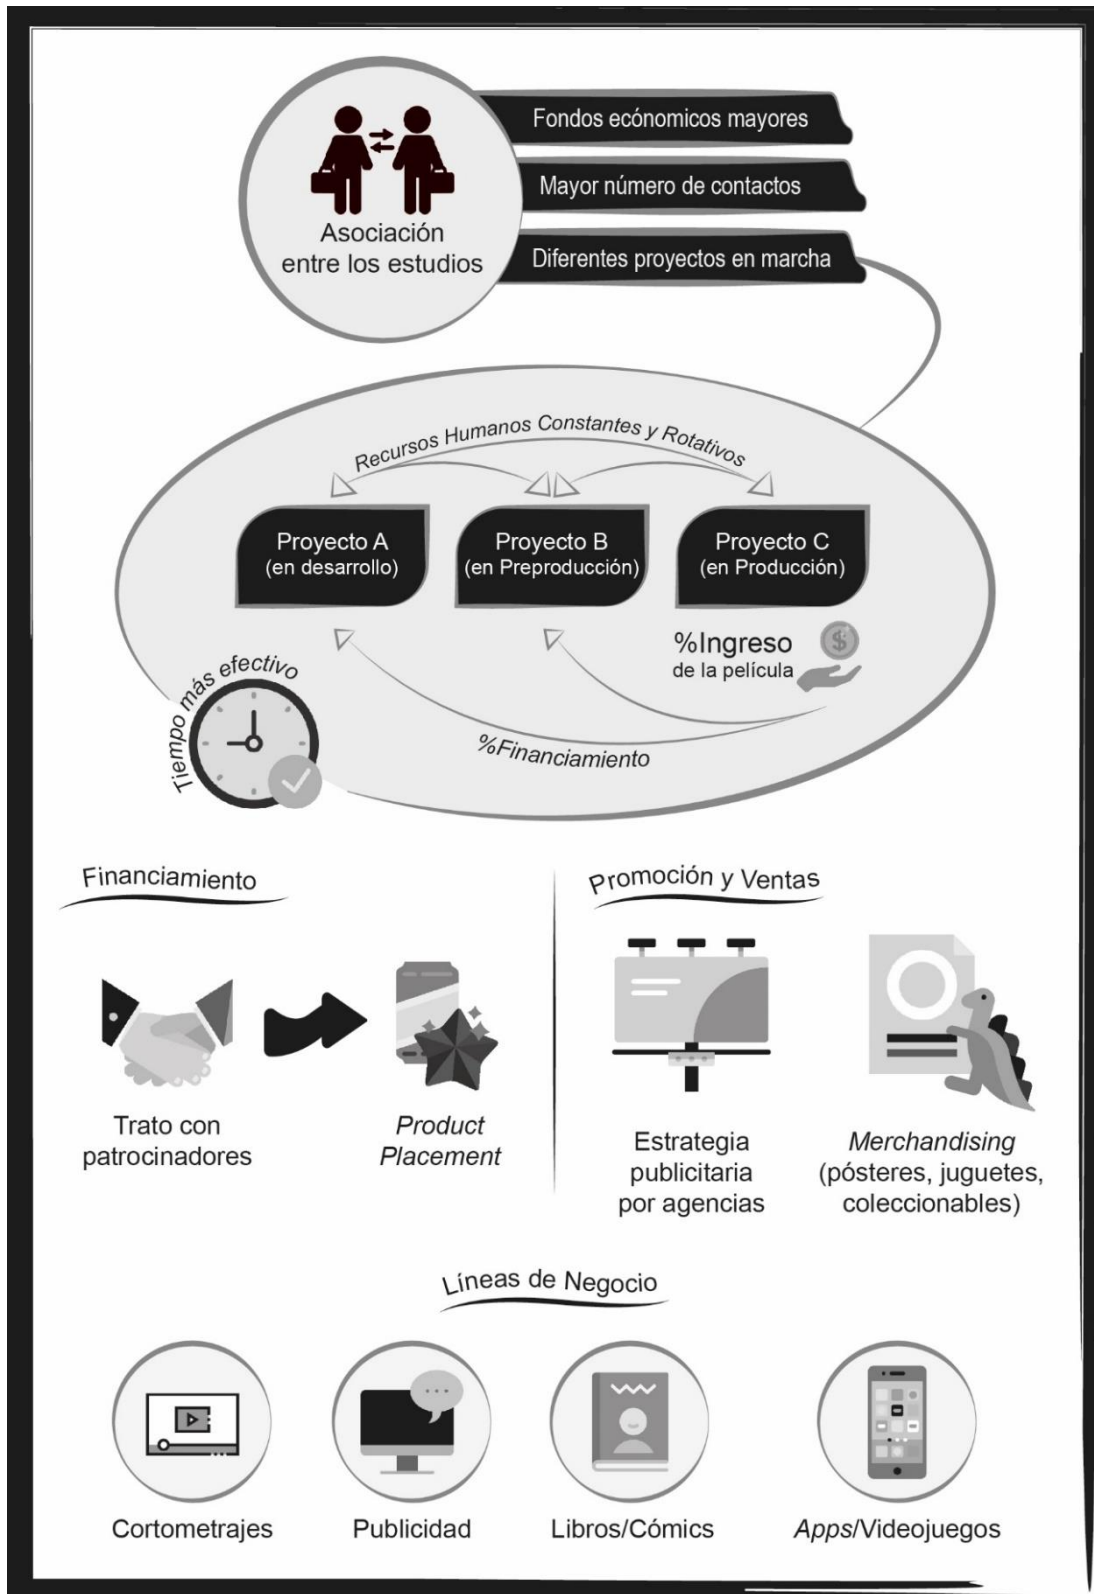 Fondos ecónomicos mayores
Mayor número de contactos
Diferentes proyectos en marcha
Asociación
entre los estudios
Recursos Humanos Constantes y Rotativos
Proyecto A
(en desarrollo)
Proyecto B
(en Preproducción)
Proyecto C
(en Producción)
%Ingreso
de la película
$
%Financiamiento
Tiempo más efectivo
Financiamiento
Trato con
patrocinadores
Product
Placement
Promoción y Ventas
Estrategia
publicitaria
por agencias
Merchandising
(pósteres, juguetes,
coleccionables)
Líneas de Negocio
Cortometrajes
Publicidad
Libros/Cómics
Apps/Videojuegos